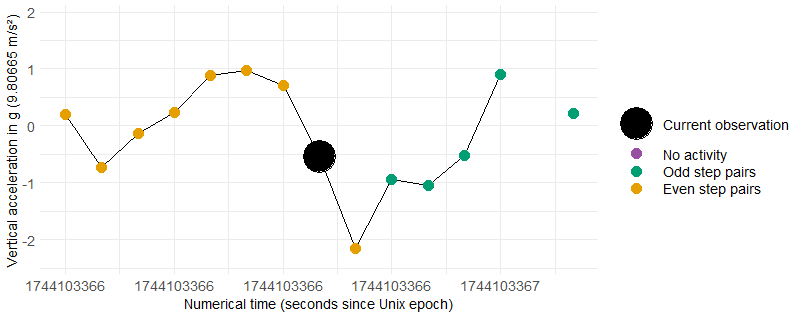 2
1
0
-1
-2
Vertical acceleration in g (9.80665 m/s²)
1744103366 1744103366 1744103366 1744103366 1744103367
Numerical time (seconds since Unix epoch)
Current observation
No activity
Odd step pairs
Even step pairs